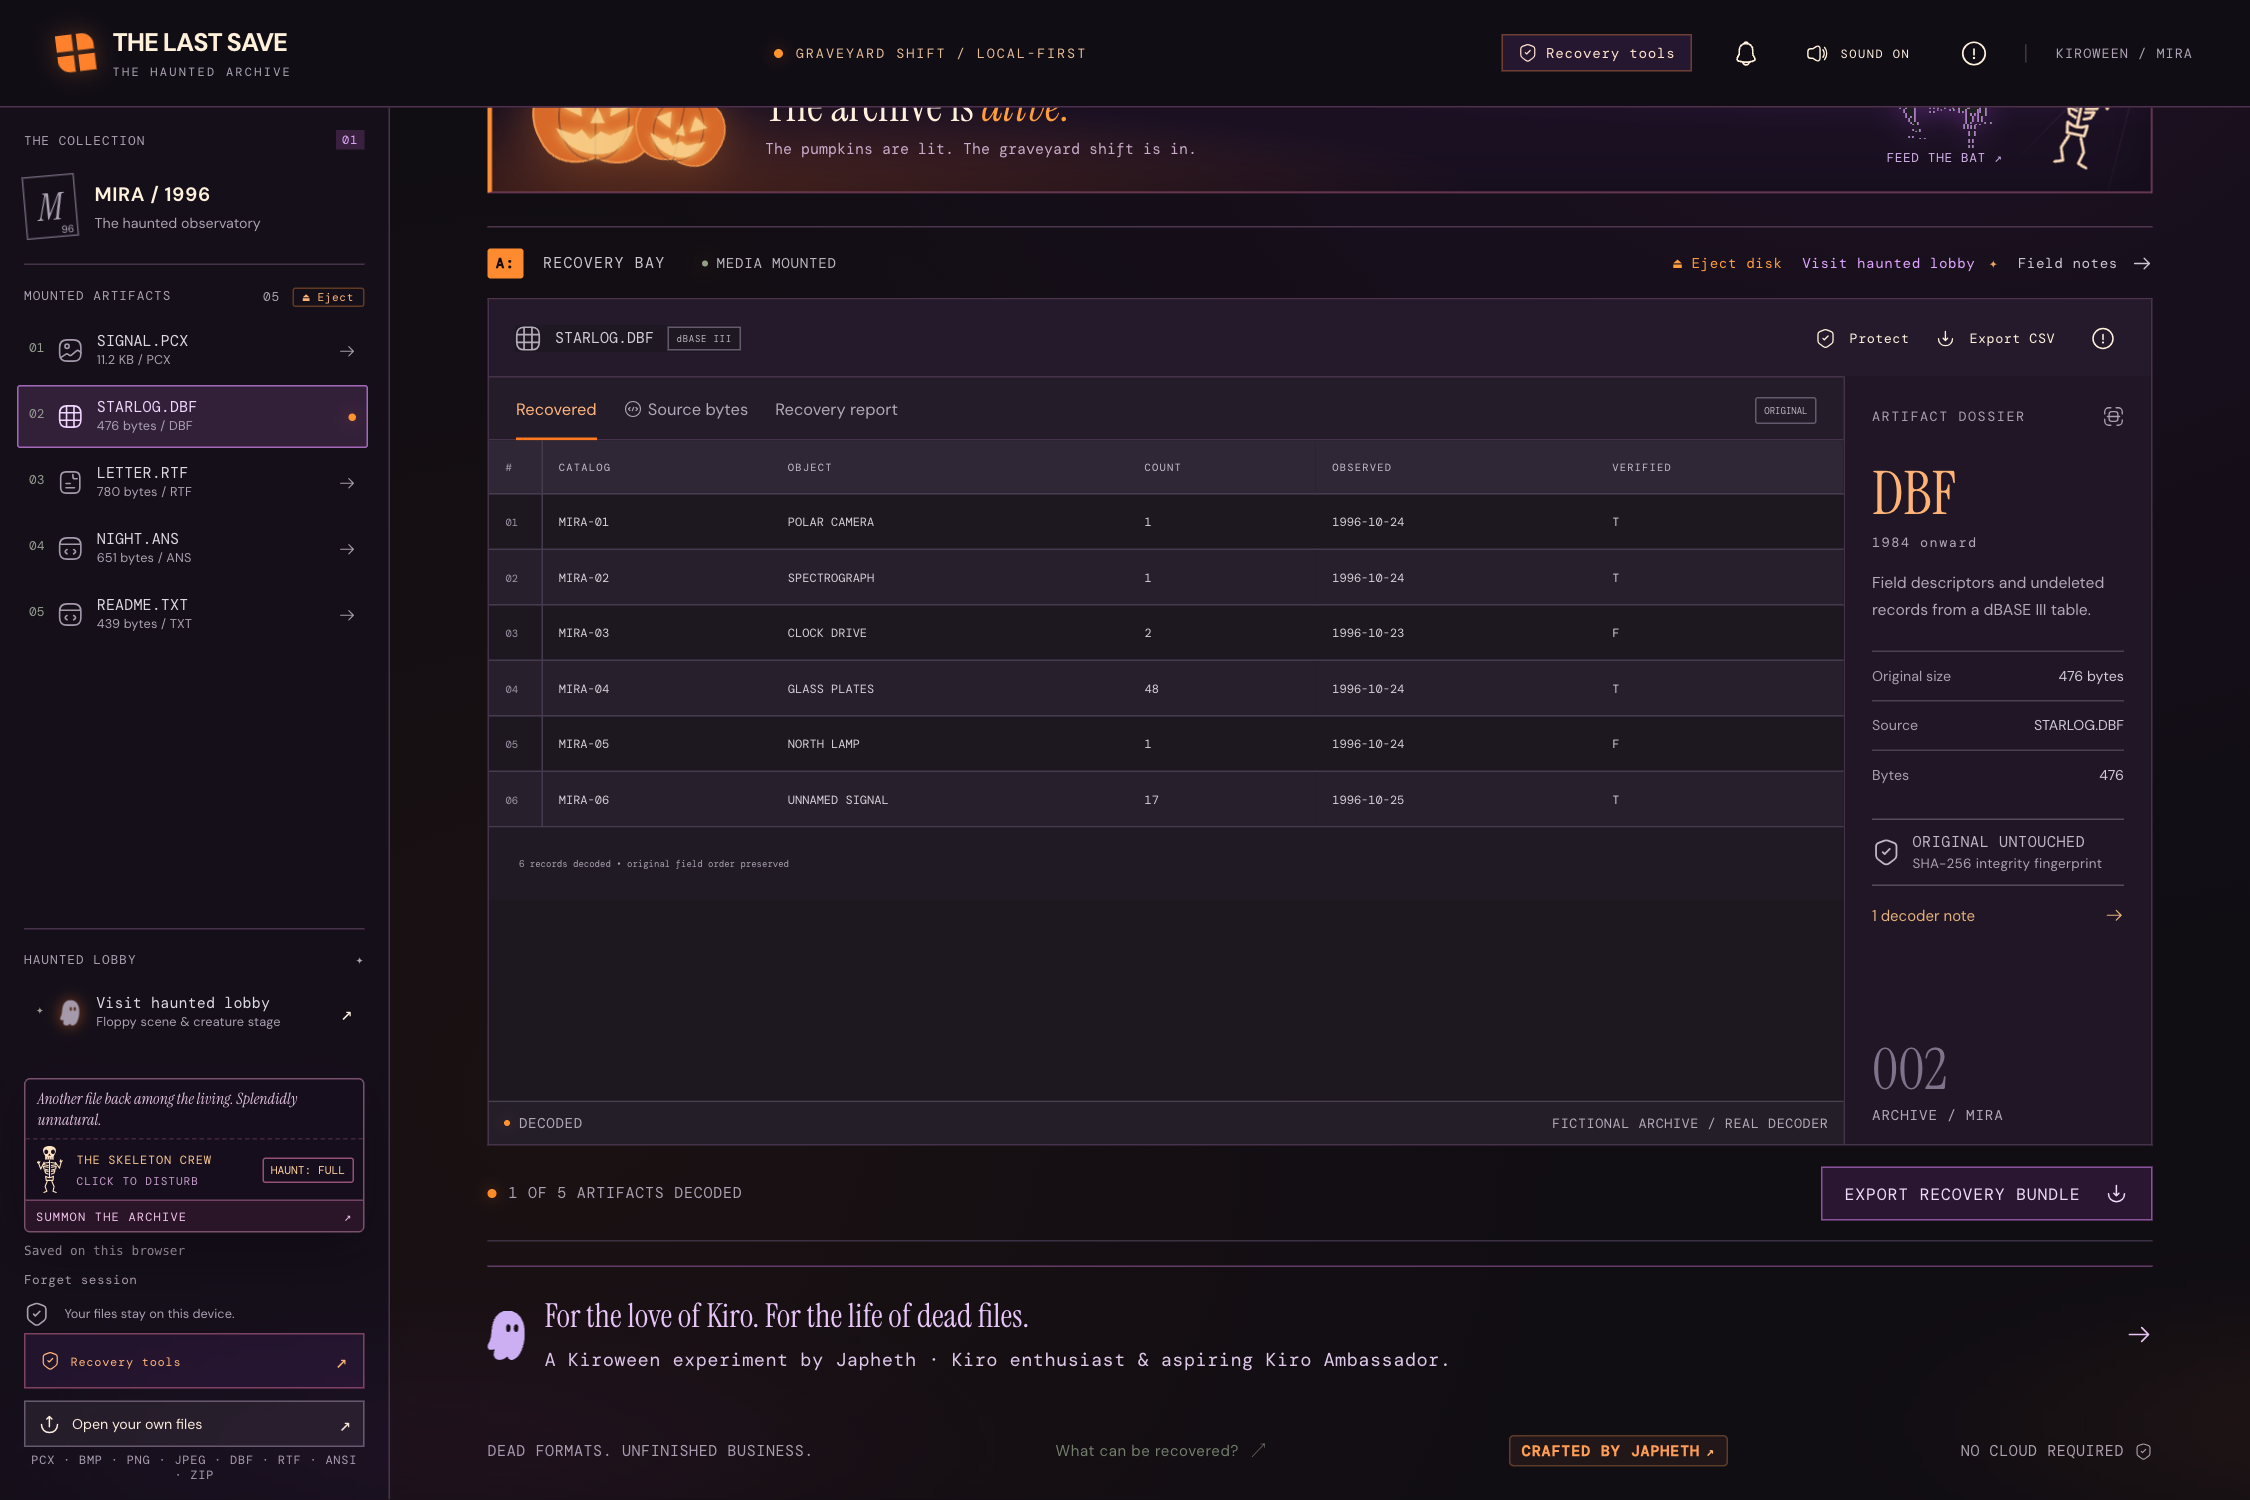 THE LAST SAVE
THE HAUNTED ARCHIVE
GRAVEYARD SHIFT / LOCAL-FIRST
Recovery tools
SOUND ON
KIROWEEN / MIRA
THE COLLECTION 01
M
96
MIRA / 1996
The haunted observatory
MOUNTED ARTIFACTS 05 ⏏ Eject
01 SIGNAL.PCX
11.2 KB / PCX
02 STARLOG.DBF
476 bytes / DBF
03 LETTER.RTF
780 bytes / RTF
04 NIGHT.ANS
651 bytes / ANS
05 README.TXT
439 bytes / TXT
HAUNTED LOBBY
Visit haunted lobby
Floppy scene & creature stage
Another file back among the living. Splendidly
unnatural.
THE SKELETON CREW
CLICK TO DISTURB
HAUNT: FULL
SUMMON THE ARCHIVE ↗
Saved on this browser
Forget session
Your files stay on this device.
Recovery tools ↗
Open your own files ↗
PCX · BMP · PNG · JPEG · DBF · RTF · ANSI
· ZIP
The archive is alive.
The pumpkins are lit. The graveyard shift is in.
FEED THE BAT ↗
A: RECOVERY BAY • MEDIA MOUNTED
⏏ Eject disk Visit haunted lobby ✦ Field notes →
STARLOG.DBF dBASE III
Protect Export CSV
Recovered Source bytes Recovery report ORIGINAL
# CATALOG OBJECT COUNT OBSERVED VERIFIED
01 MIRA-01 POLAR CAMERA 1 1996-10-24 T
02 MIRA-02 SPECTROGRAPH 1 1996-10-24 T
03 MIRA-03 CLOCK DRIVE 2 1996-10-23 F
04 MIRA-04 GLASS PLATES 48 1996-10-24 T
05 MIRA-05 NORTH LAMP 1 1996-10-24 F
06 MIRA-06 UNNAMED SIGNAL 17 1996-10-25 T
6 records decoded • original field order preserved
DECODED FICTIONAL ARCHIVE / REAL DECODER
ARTIFACT DOSSIER
DBF
1984 onward
Field descriptors and undeleted
records from a dBASE III table.
Original size 476 bytes
Source STARLOG.DBF
Bytes 476
ORIGINAL UNTOUCHED
SHA-256 integrity fingerprint
1 decoder note →
002
ARCHIVE / MIRA
1 OF 5 ARTIFACTS DECODED
EXPORT RECOVERY BUNDLE
For the love of Kiro. For the life of dead files.
A Kiroween experiment by Japheth · Kiro enthusiast & aspiring Kiro Ambassador.
DEAD FORMATS. UNFINISHED BUSINESS.
What can be recovered? ↗
CRAFTED BY JAPHETH ↗
NO CLOUD REQUIRED